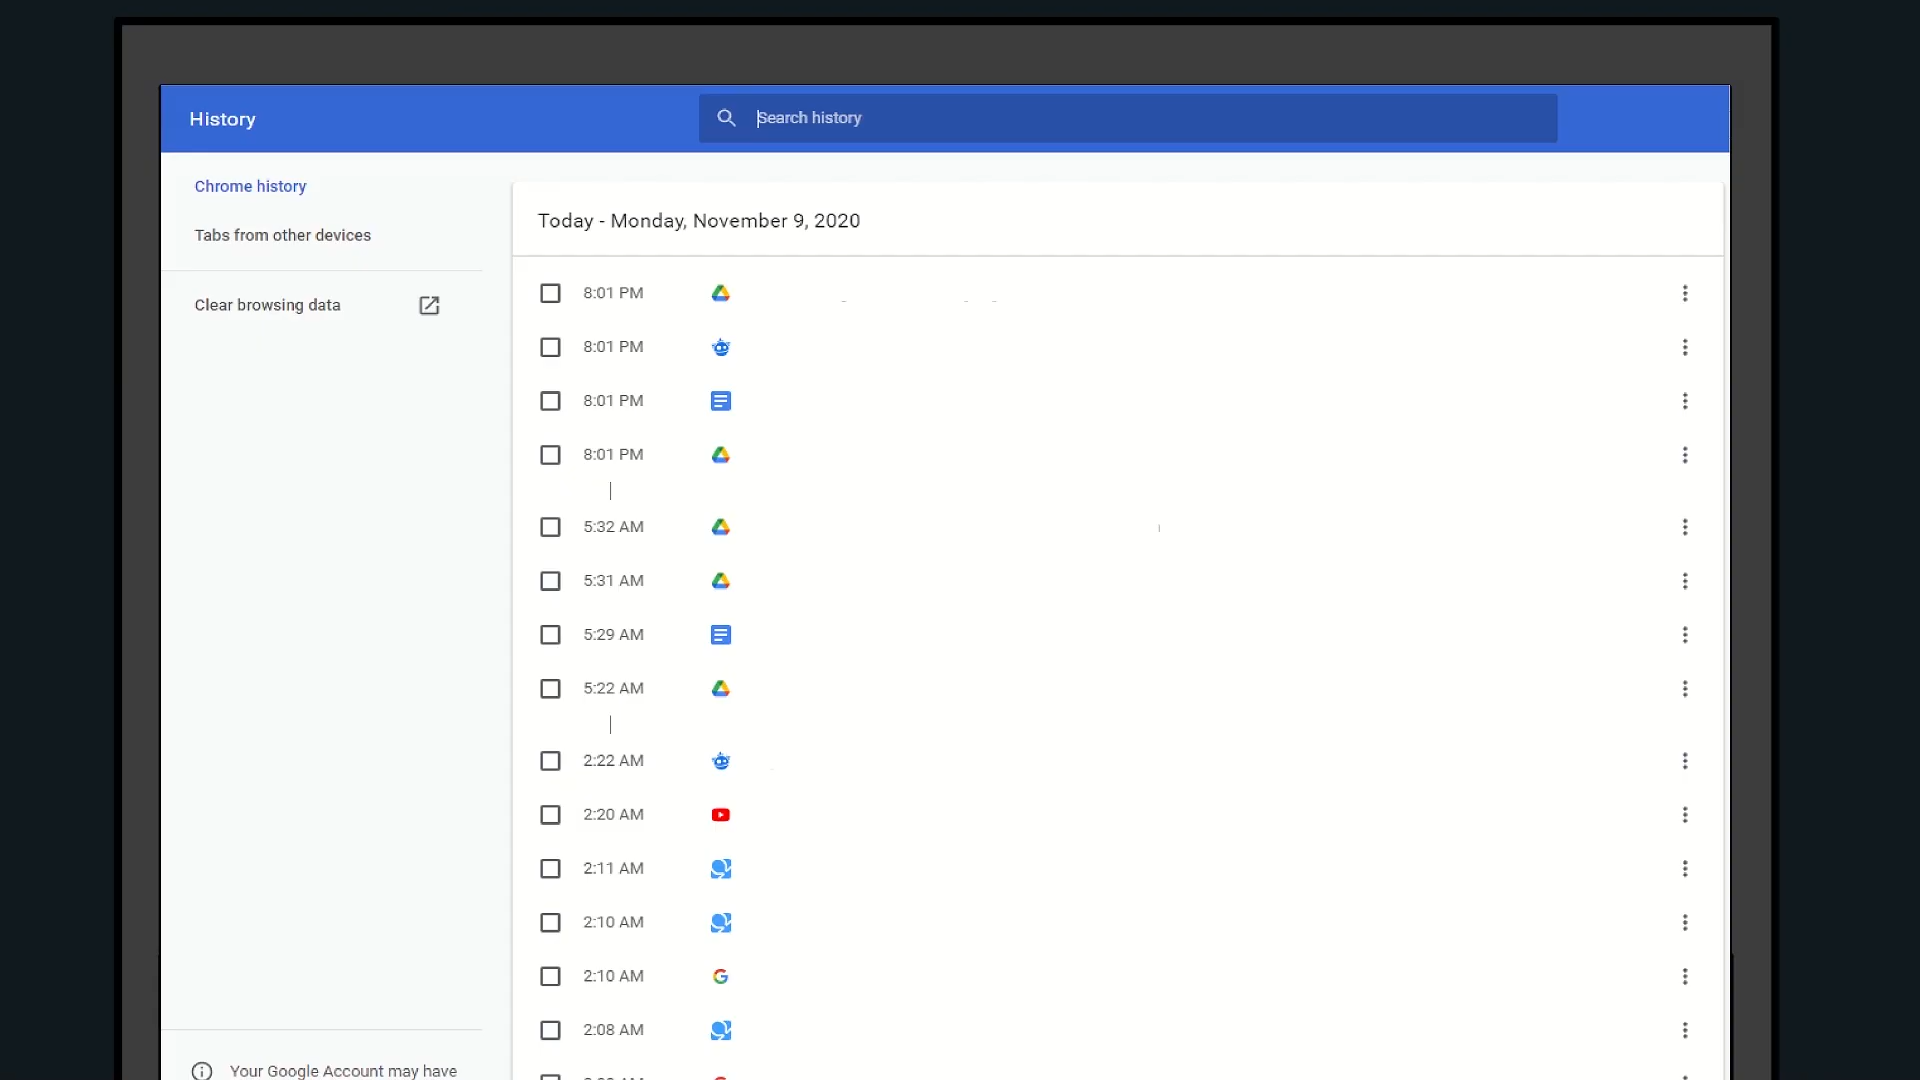 History
Search history
Chrome history
Tabs from other devices
Clear browsing data
Today - Monday, November 9, 2020
8:01 PM
8:01 PM
8:01 PM
8:01 PM
5:32 AM
5:31 AM
5:29 AM
5:22 AM
2:22 AM
2:20 AM
2:11 AM
2:10 AM
2:10 AM
2:08 AM
Your Google Account may have